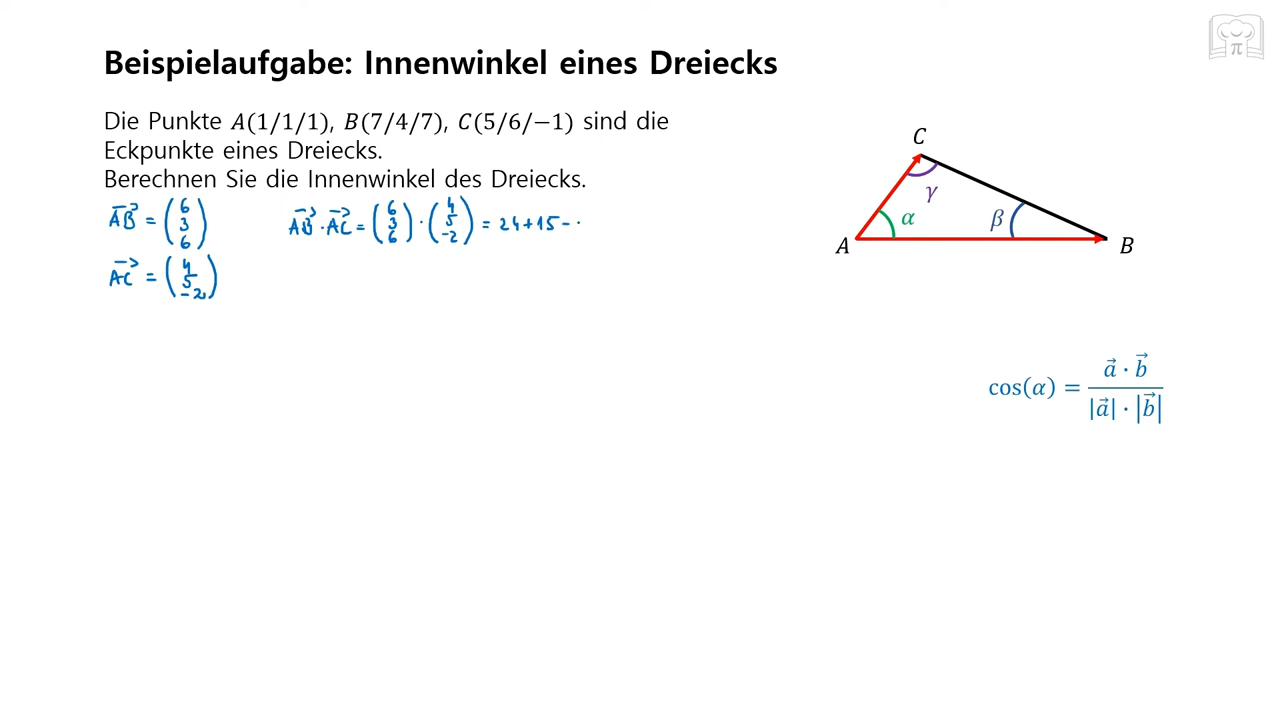 Beispielaufgabe: Innenwinkel eines Dreiecks
Die Punkte A(1/1/1), B(7/4/7), C(5/6/−1) sind die
Eckpunkte eines Dreiecks.
Berechnen Sie die Innenwinkel des Dreiecks.
C
γ
α
β
A
B
AB⃗ = (6 3 6)
AB⃗ · AC⃗ = (6 3 6) · (4 5 -2) = 24+15−
AC⃗ = (4 5 -2)
cos(α) = a⃗ · b⃗ / |a⃗| · |b⃗|
π